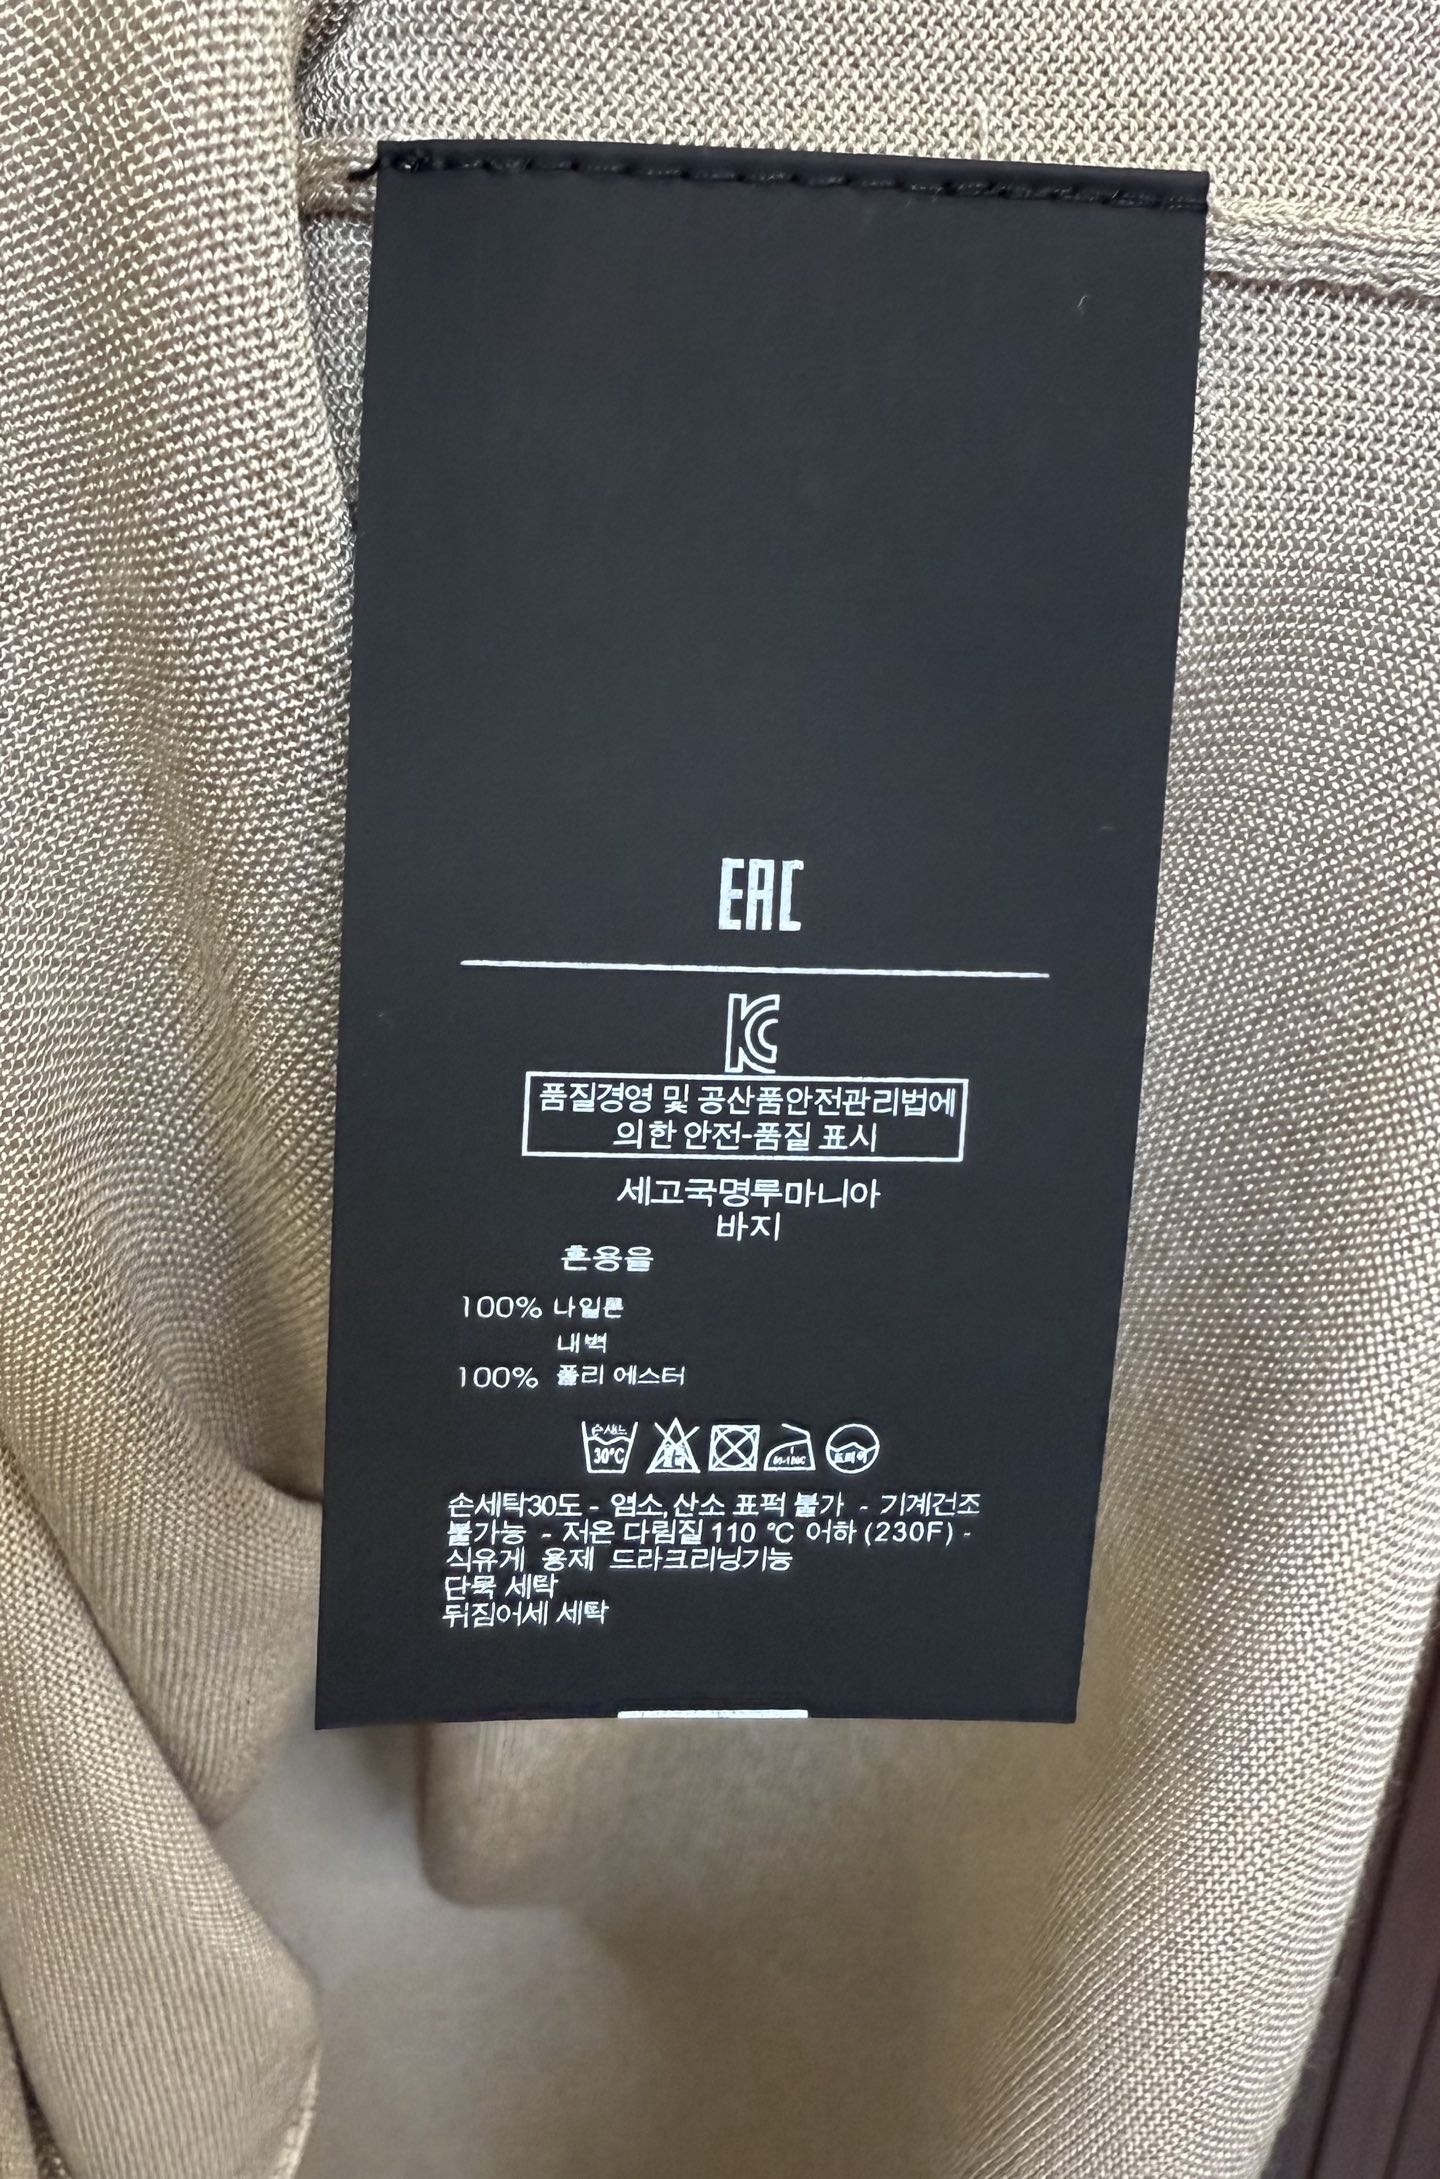 EAC
KC
품질경영 및 공산품안전관리법에
의한 안전-품질 표시
세고국명루마니아
바지
혼용율
100% 나일론
내벽
100% 폴리 에스터
30°C
손세탁30도 - 염소,산소 표퍽 불가 - 기계건조
불가능 - 저온 다림질 110 °C 어하 (230F) -
식유게 용제 드라크리닝기능
단목 세탁
뒤짐어세 세탁